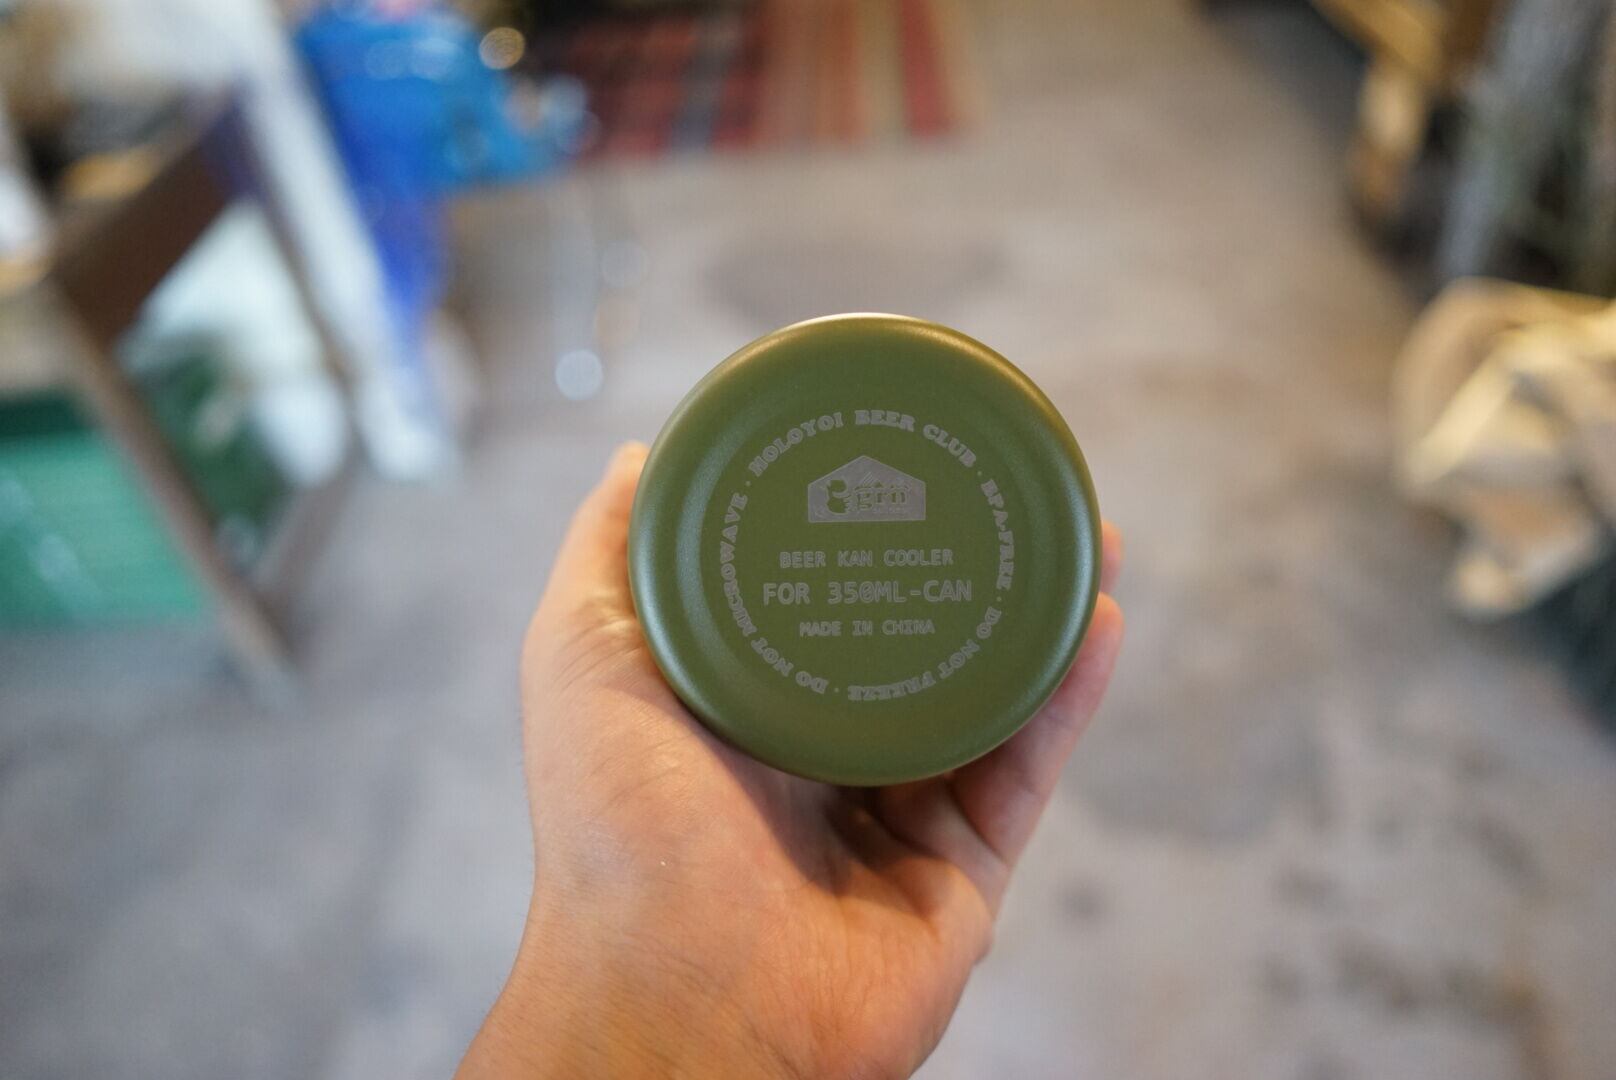 HOLOYOI BEER CLUB · BPA-FREE · DO NOT FREEZE · DO NOT MICROWAVE ·
grn
BEER KAN COOLER
FOR 350ML-CAN
MADE IN CHINA